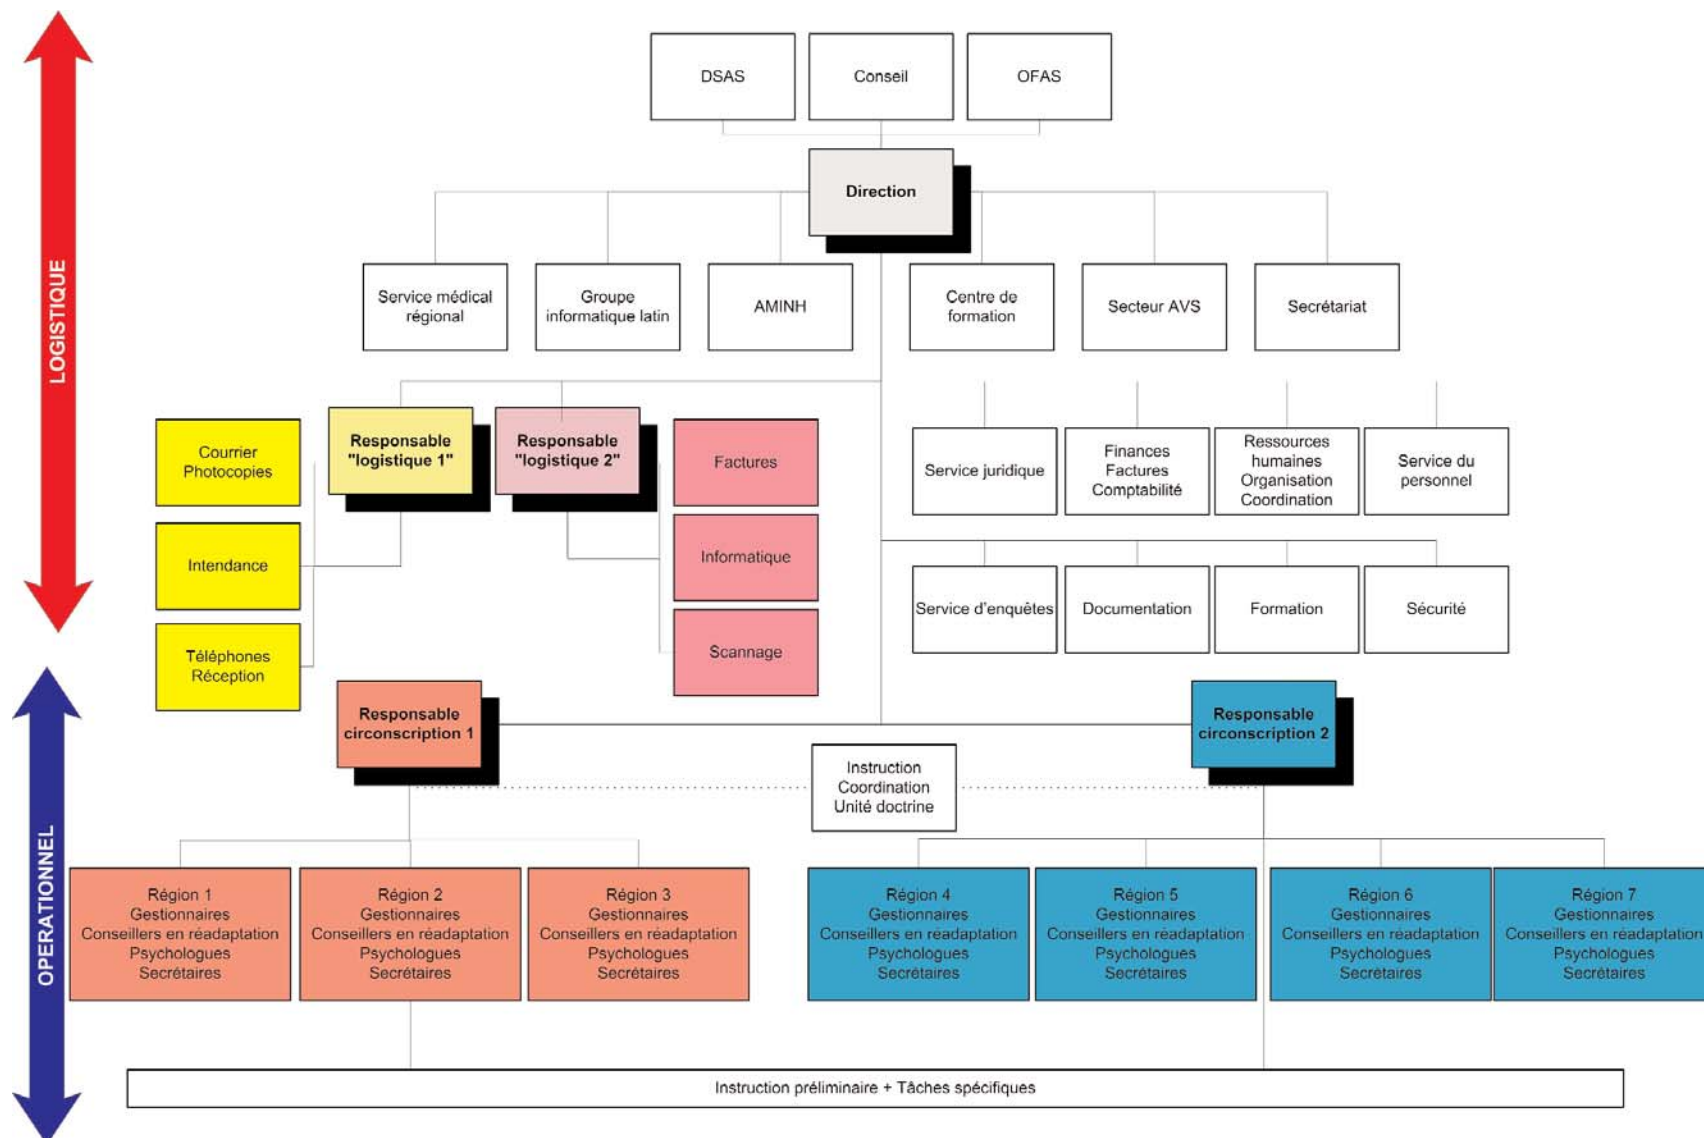 LOGISTIQUE
DSAS
Conseil
OFAS
Direction
Service médical
régional
Groupe
informatique latin
AMINH
Centre de
formation
Secteur AVS
Secrétariat
Courrier
Photocopies
Responsable
"logistique 1"
Responsable
"logistique 2"
Factures
Service juridique
Finances
Factures
Comptabilité
Ressources
humaines
Organisation
Coordination
Service du
personnel
Intendance
Informatique
Service d'enquêtes
Documentation
Formation
Sécurité
Téléphones
Réception
Scannage
OPERATIONNEL
Responsable
circonscription 1
Responsable
circonscription 2
Instruction
Coordination
Unité doctrine
Région 1
Gestionnaires
Conseillers en réadaptation
Psychologues
Secrétaires
Région 2
Gestionnaires
Conseillers en réadaptation
Psychologues
Secrétaires
Région 3
Gestionnaires
Conseillers en réadaptation
Psychologues
Secrétaires
Région 4
Gestionnaires
Conseillers en réadaptation
Psychologues
Secrétaires
Région 5
Gestionnaires
Conseillers en réadaptation
Psychologues
Secrétaires
Région 6
Gestionnaires
Conseillers en réadaptation
Psychologues
Secrétaires
Région 7
Gestionnaires
Conseillers en réadaptation
Psychologues
Secrétaires
Instruction préliminaire + Tâches spécifiques